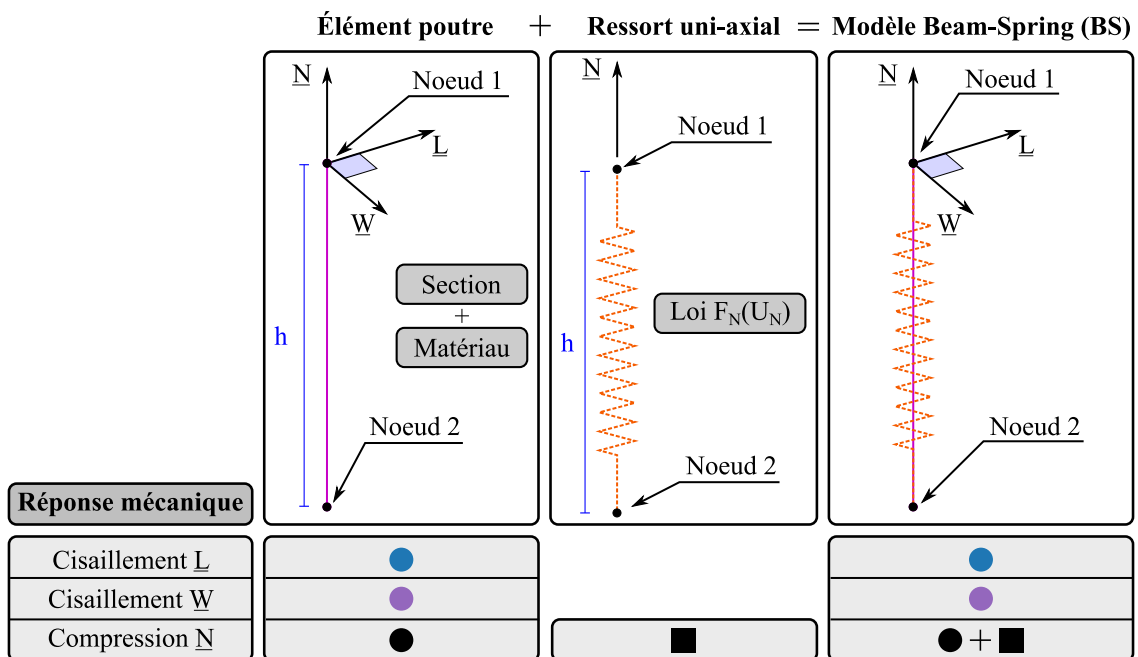 Élément poutre + Ressort uni-axial = Modèle Beam-Spring (BS)
N
Noeud 1
L
W
h
Section
+
Matériau
Noeud 2
N
Noeud 1
h
Loi F_N(U_N)
Noeud 2
N
Noeud 1
L
W
Noeud 2
Réponse mécanique
Cisaillement L
Cisaillement W
Compression N
+